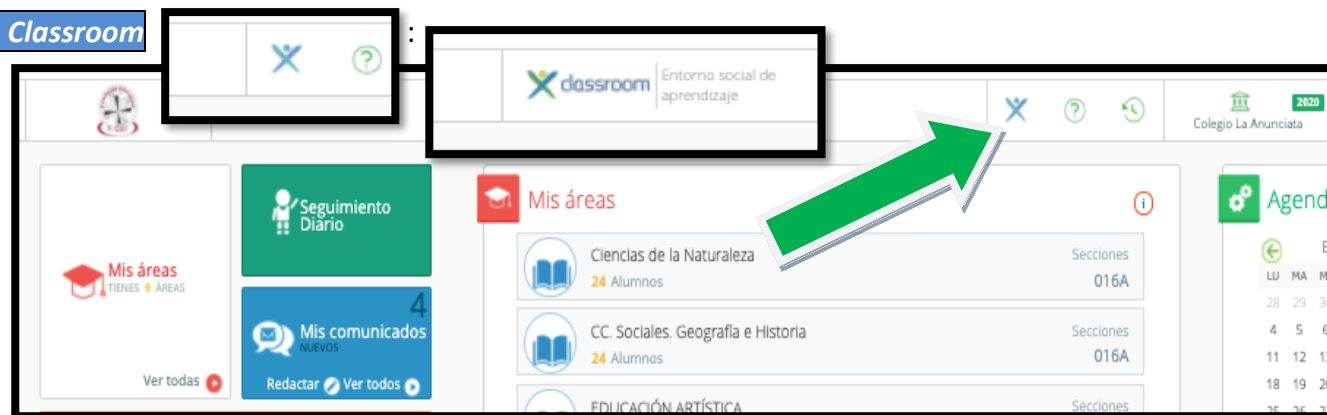 Classroom
:
classroom
Entorno social de
aprendizaje
2020
Colegio La Anunciata
Mis áreas
TIENES 9 ÁREAS
Ver todas
Seguimiento
Diario
4
Mis comunicados
NUEVOS
Redactar Ver todos
Mis áreas
Ciencias de la Naturaleza
24 Alumnos
Secciones
016A
CC. Sociales. Geografía e Historia
24 Alumnos
Secciones
016A
EDUCACIÓN ARTÍSTICA
Secciones
Agend
LU MA
28 29
4 5
11 12
18 19
25 26